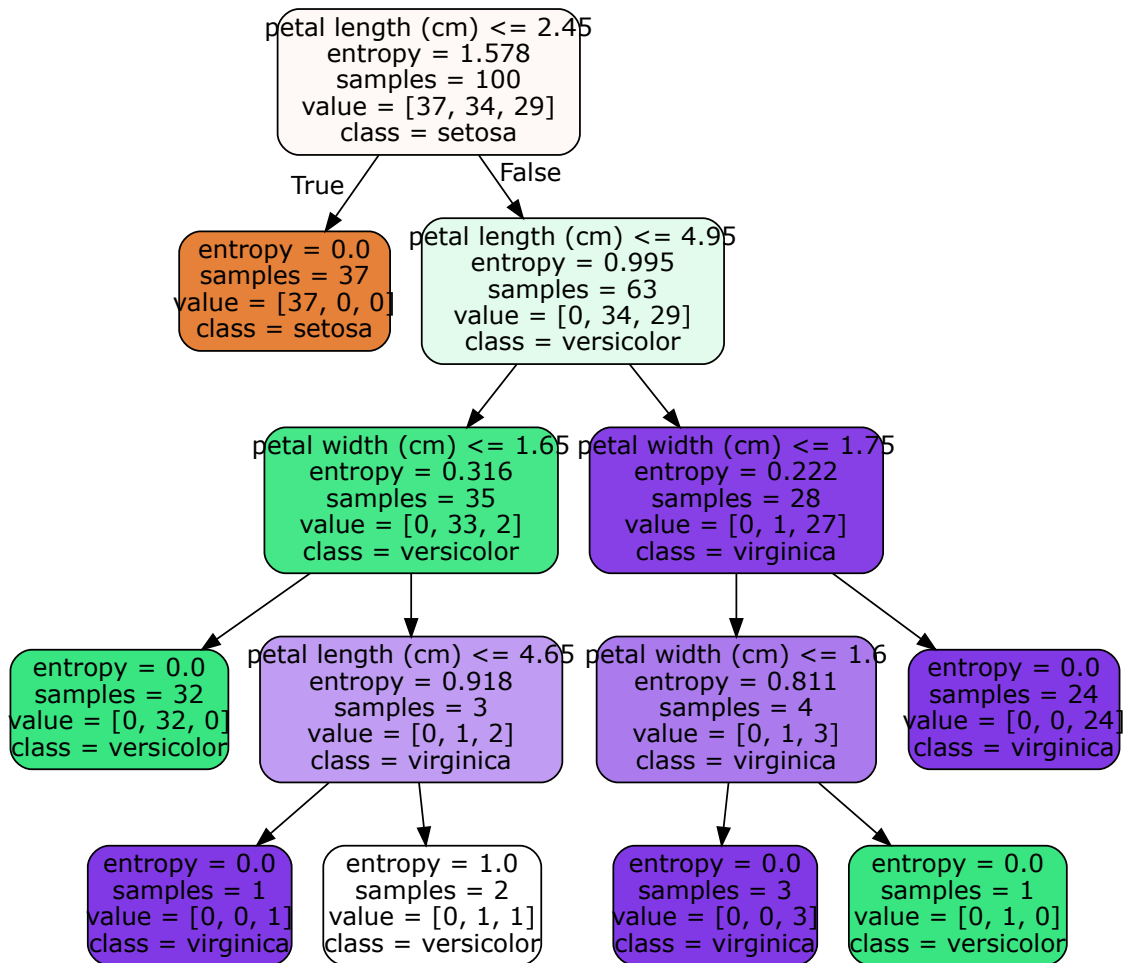 petal length (cm) <= 2.45
entropy = 1.578
samples = 100
value = [37, 34, 29]
class = setosa
True
False
entropy = 0.0
samples = 37
value = [37, 0, 0]
class = setosa
petal length (cm) <= 4.95
entropy = 0.995
samples = 63
value = [0, 34, 29]
class = versicolor
petal width (cm) <= 1.65
entropy = 0.316
samples = 35
value = [0, 33, 2]
class = versicolor
petal width (cm) <= 1.75
entropy = 0.222
samples = 28
value = [0, 1, 27]
class = virginica
entropy = 0.0
samples = 32
value = [0, 32, 0]
class = versicolor
petal length (cm) <= 4.65
entropy = 0.918
samples = 3
value = [0, 1, 2]
class = virginica
petal width (cm) <= 1.6
entropy = 0.811
samples = 4
value = [0, 1, 3]
class = virginica
entropy = 0.0
samples = 24
value = [0, 0, 24]
class = virginica
entropy = 0.0
samples = 1
value = [0, 0, 1]
class = virginica
entropy = 1.0
samples = 2
value = [0, 1, 1]
class = versicolor
entropy = 0.0
samples = 3
value = [0, 0, 3]
class = virginica
entropy = 0.0
samples = 1
value = [0, 1, 0]
class = versicolor